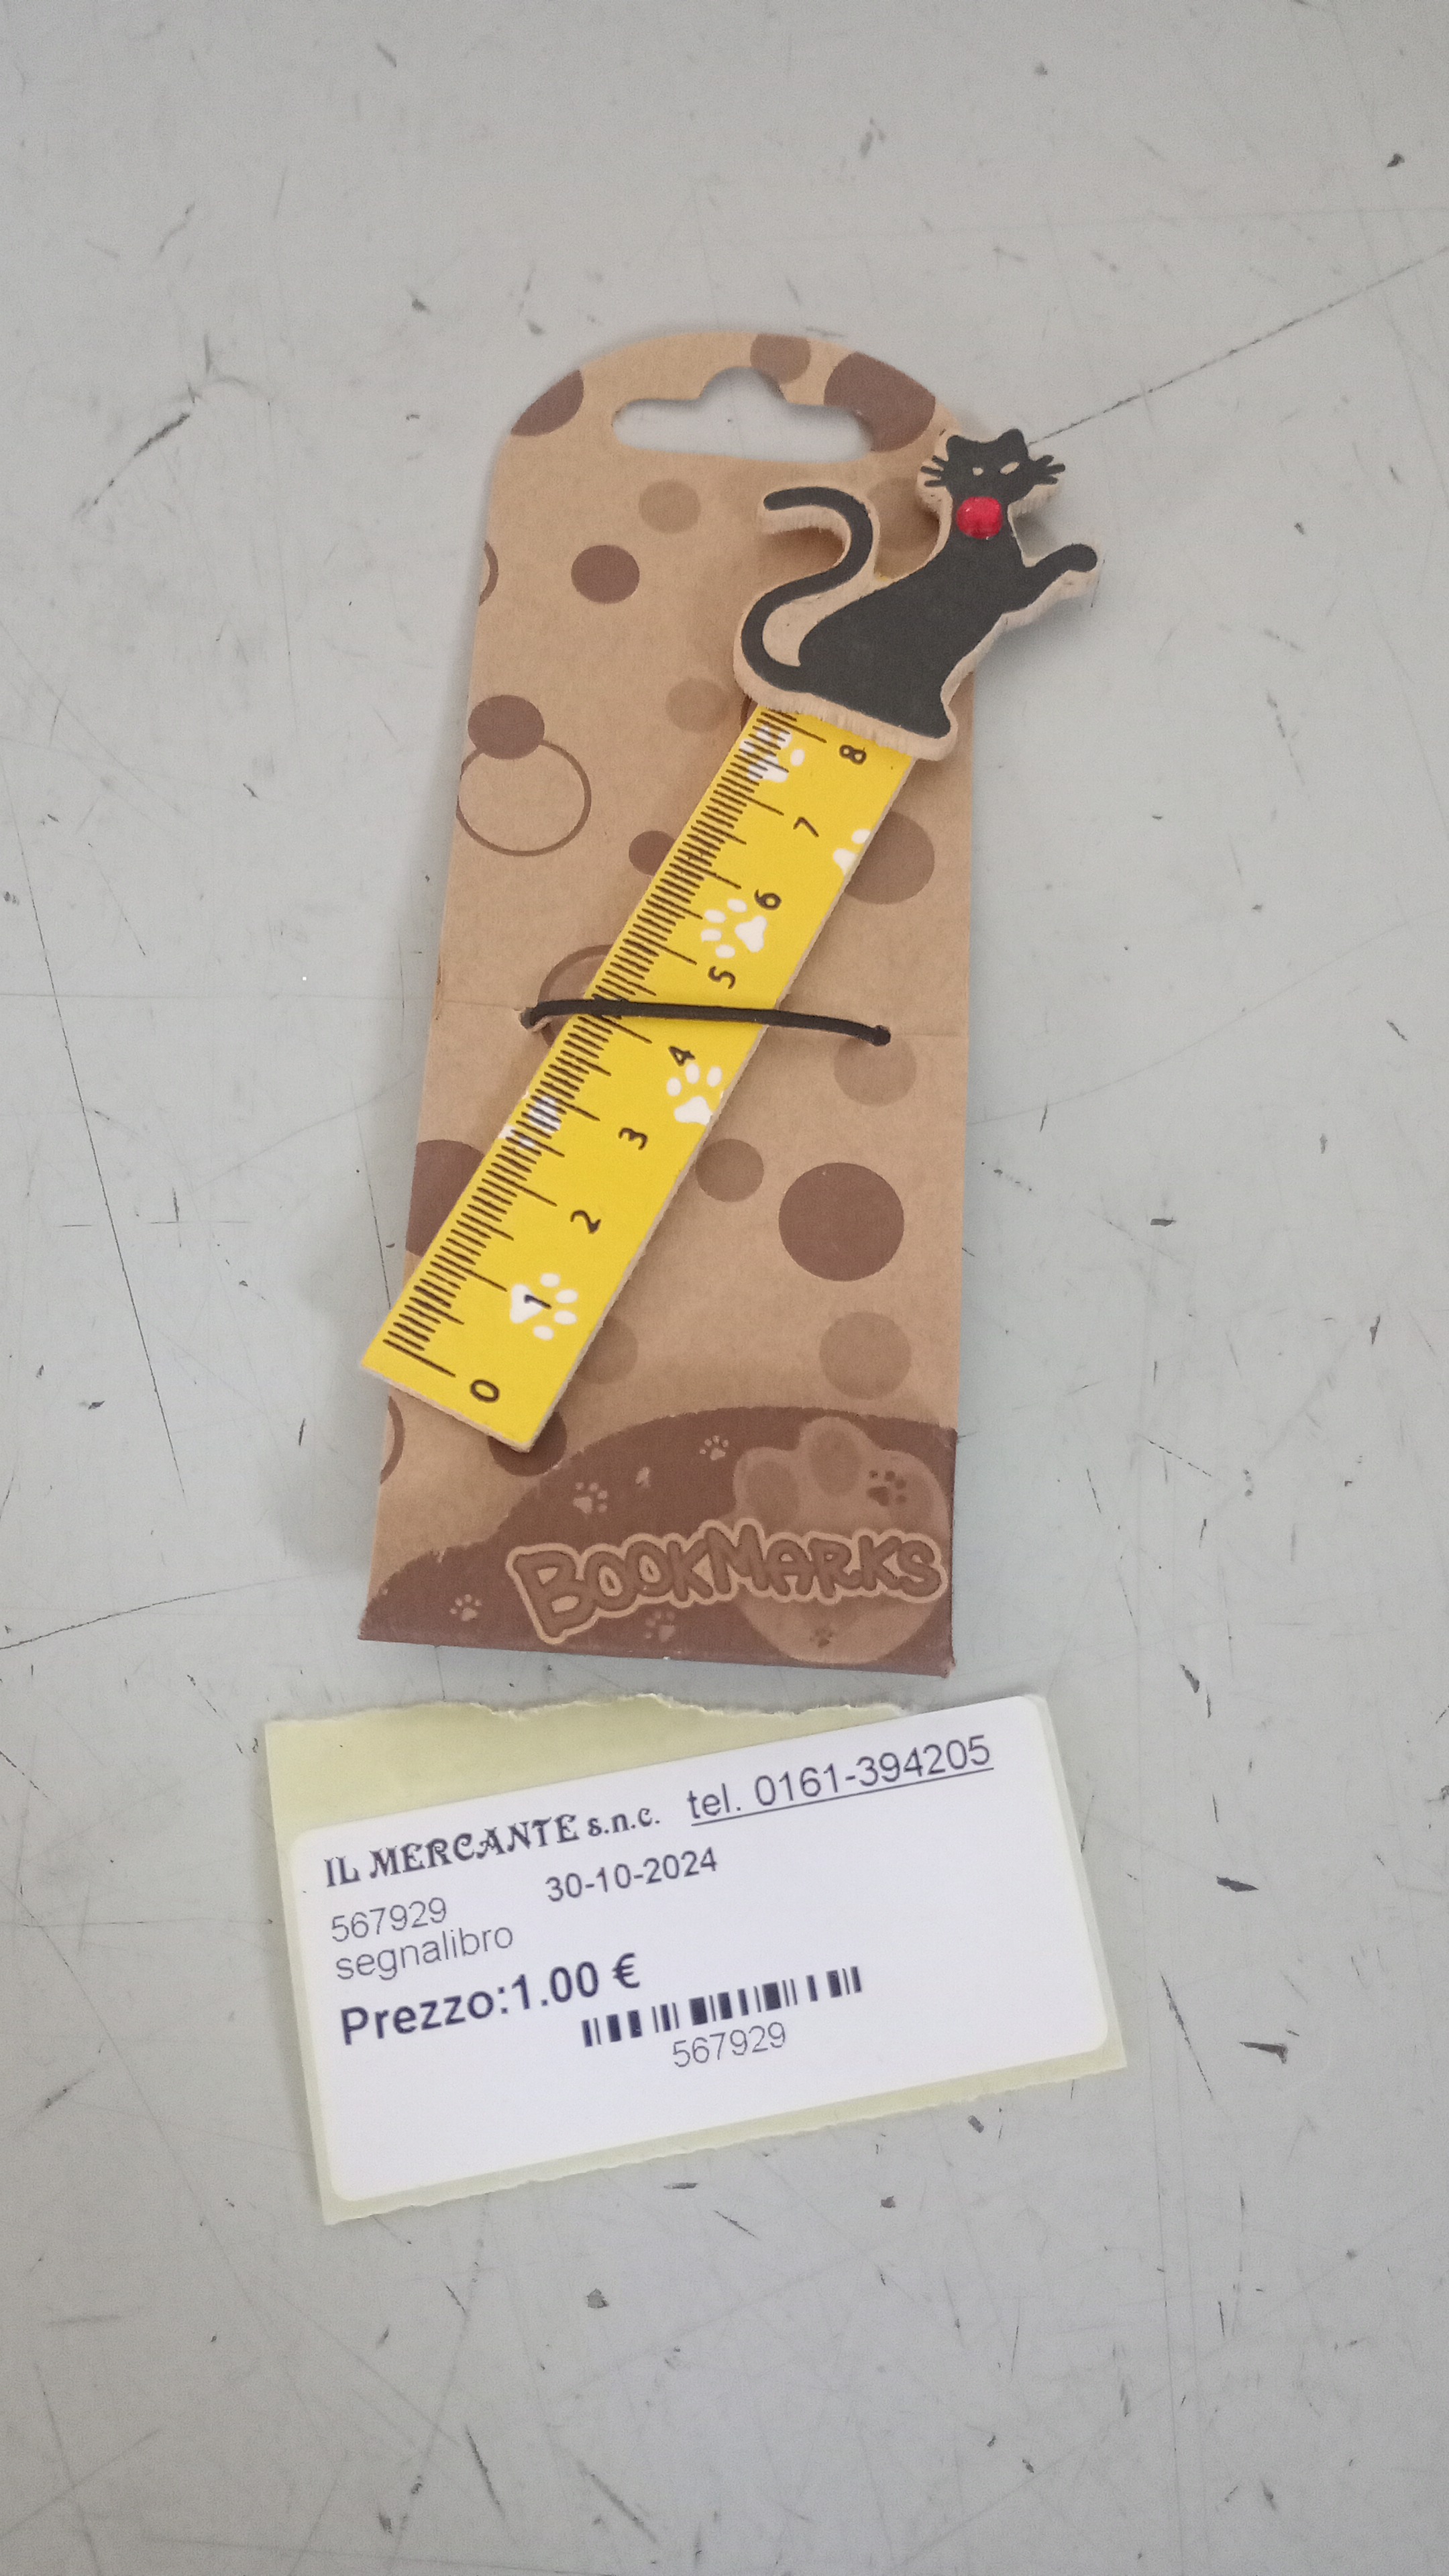 8
7
6
5
4
3
2
1
0
BOOKMARKS
IL MERCANTE s.n.c. tel. 0161-394205
567929 30-10-2024
segnalibro
Prezzo:1.00 €
567929